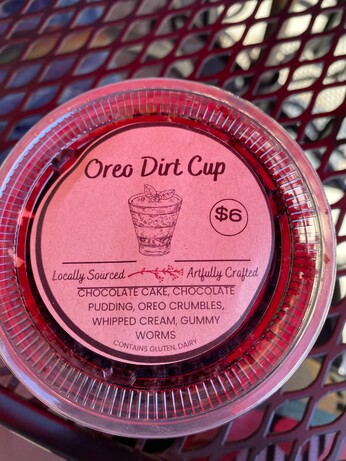 Oreo Dirt Cup
$6
Locally Sourced Artfully Crafted
CHOCOLATE CAKE, CHOCOLATE
PUDDING, OREO CRUMBLES,
WHIPPED CREAM, GUMMY
WORMS
CONTAINS GLUTEN, DAIRY